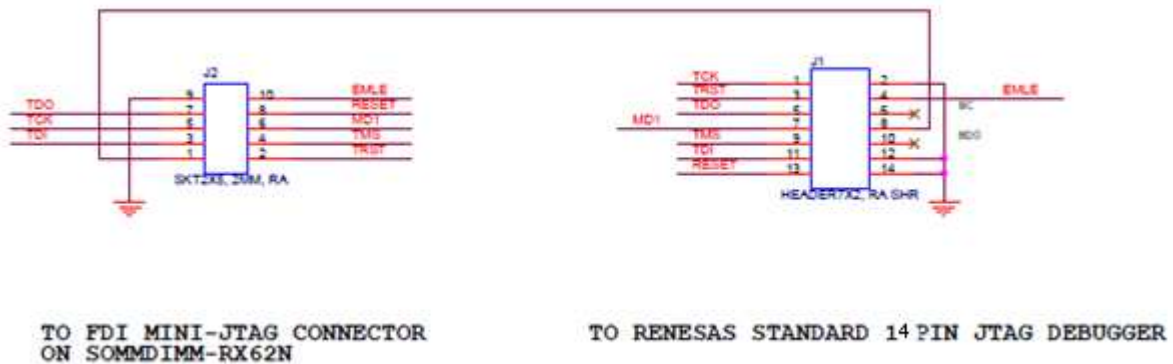 J2
9
10
EMLE
TDO
7
8
RESET
TCK
5
6
MD1
TDI
3
4
TMS
1
2
TRST
SKT2X5, 2MM, RA
J1
TCK
1
2
TRST
3
4
EMLE
TDO
5
6
NC
MD1
7
8
TMS
9
10
TDI
11
12
RESET
13
14
HEADER7X2, RA SHR
TO FDI MINI-JTAG CONNECTOR
ON SOMMDIMM-RX62N
TO RENESAS STANDARD 14 PIN JTAG DEBUGGER